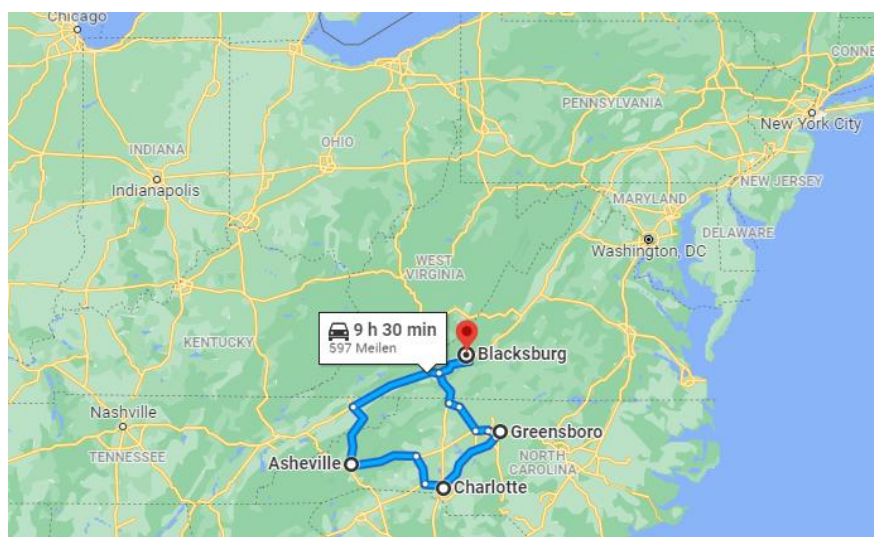 Chicago
CONNE
PENNSYLVANIA
New York City
OHIO
INDIANA
Indianapolis
NEW JERSEY
MARYLAND
DELAWARE
Washington, DC
WEST
VIRGINIA
9 h 30 min
597 Meilen
KENTUCKY
Blacksburg
Nashville
Greensboro
TENNESSEE
NORTH
CAROLINA
Asheville
Charlotte